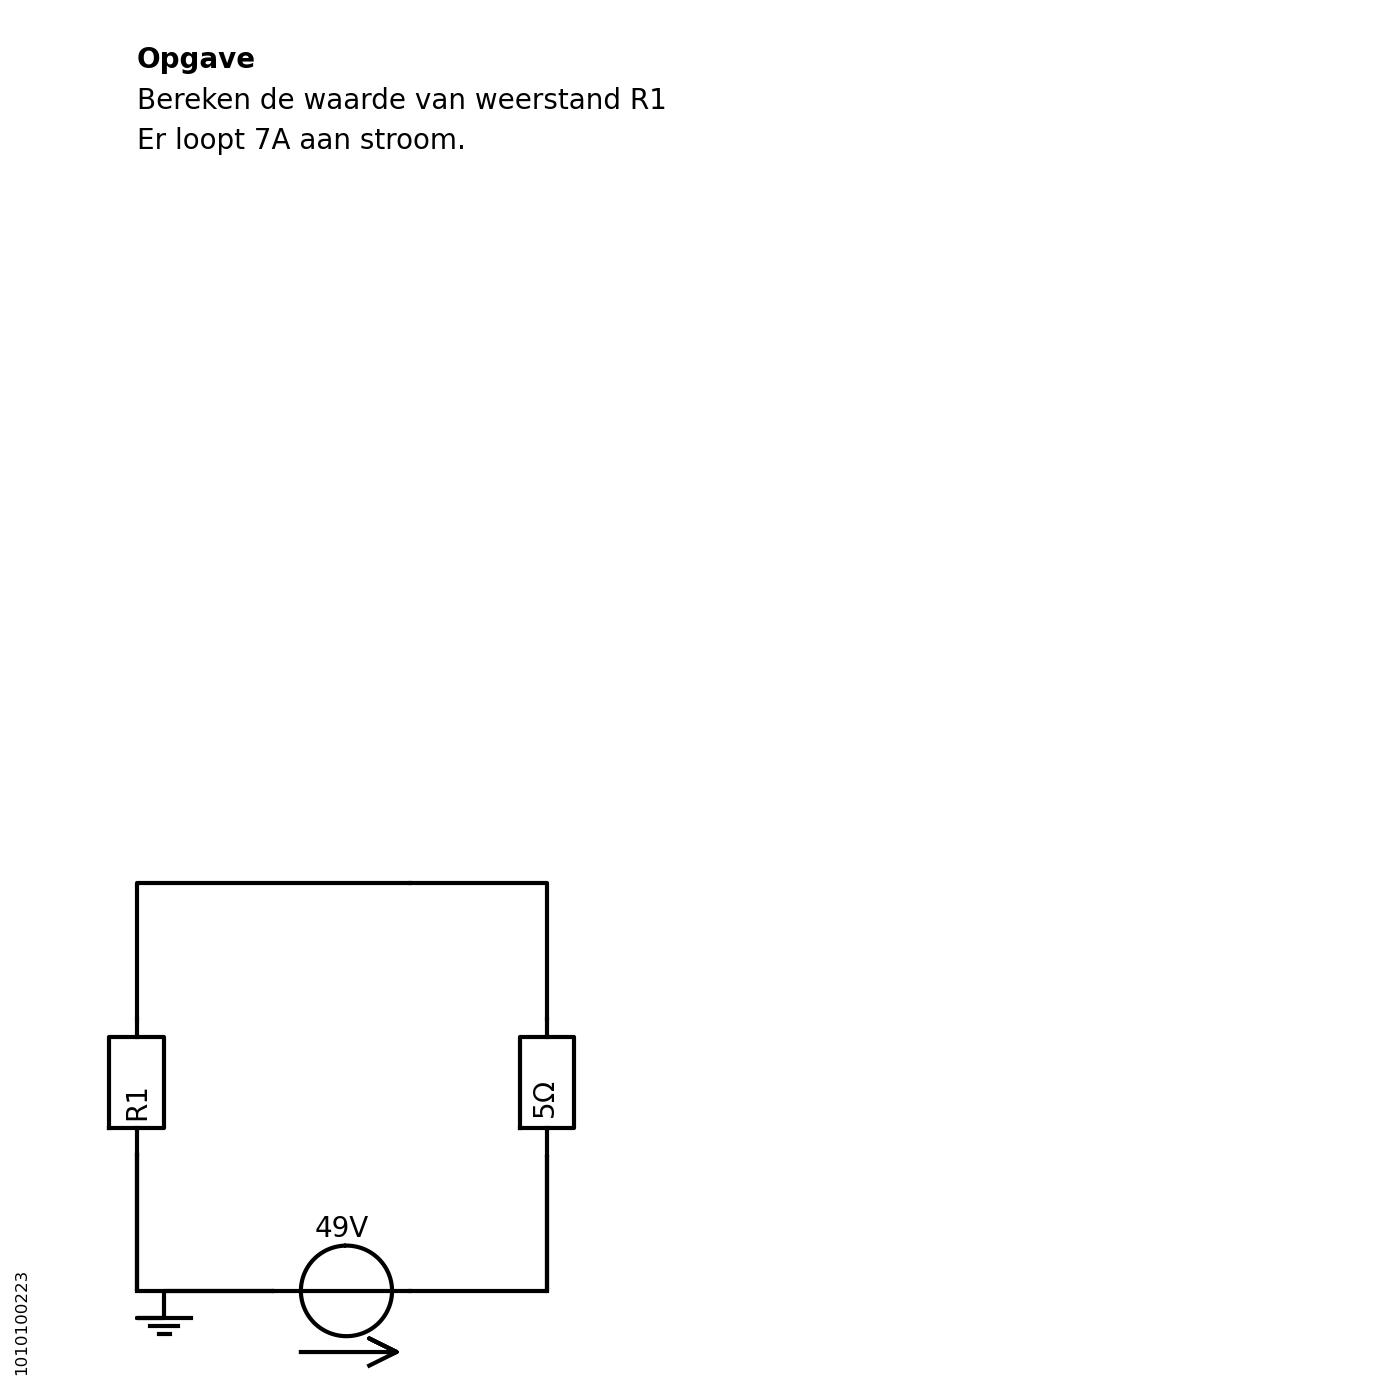 Opgave
Bereken de waarde van weerstand R1
Er loopt 7A aan stroom.
R1
5Ω
49V
1010100223